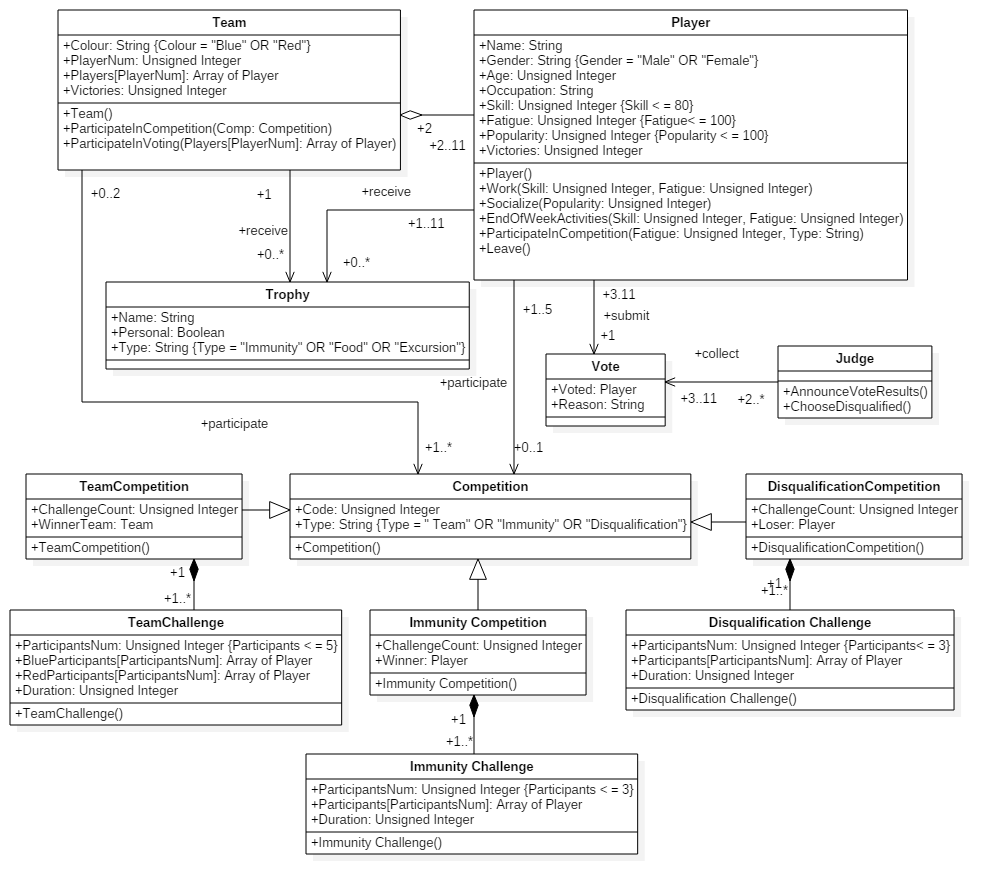 Team
+Colour: String {Colour = "Blue" OR "Red"}
+PlayerNum: Unsigned Integer
+Players[PlayerNum]: Array of Player
+Victories: Unsigned Integer
+Team()
+ParticipateInCompetition(Comp: Competition)
+ParticipateInVoting(Players[PlayerNum]: Array of Player)
Player
+Name: String
+Gender: String {Gender = "Male" OR "Female"}
+Age: Unsigned Integer
+Occupation: String
+Skill: Unsigned Integer {Skill < = 80}
+Fatigue: Unsigned Integer {Fatigue< = 100}
+Popularity: Unsigned Integer {Popularity < = 100}
+Victories: Unsigned Integer
+Player()
+Work(Skill: Unsigned Integer, Fatigue: Unsigned Integer)
+Socialize(Popularity: Unsigned Integer)
+EndOfWeekActivities(Skill: Unsigned Integer, Fatigue: Unsigned Integer)
+ParticipateInCompetition(Fatigue: Unsigned Integer, Type: String)
+Leave()
+2
+2..11
+0..2
+1
+receive
+0..*
+receive
+1..11
+0..*
Trophy
+Name: String
+Personal: Boolean
+Type: String {Type = "Immunity" OR "Food" OR "Excursion"}
+1..5
+participate
+0..1
+3.11
+submit
+1
Vote
+Voted: Player
+Reason: String
+collect
+3..11
+2..*
Judge
+AnnounceVoteResults()
+ChooseDisqualified()
+participate
+1..*
TeamCompetition
+ChallengeCount: Unsigned Integer
+WinnerTeam: Team
+TeamCompetition()
Competition
+Code: Unsigned Integer
+Type: String {Type = " Team" OR "Immunity" OR "Disqualification"}
+Competition()
DisqualificationCompetition
+ChallengeCount: Unsigned Integer
+Loser: Player
+DisqualificationCompetition()
+1
+1..*
+1
+1..*
TeamChallenge
+ParticipantsNum: Unsigned Integer {Participants < = 5}
+BlueParticipants[ParticipantsNum]: Array of Player
+RedParticipants[ParticipantsNum]: Array of Player
+Duration: Unsigned Integer
+TeamChallenge()
Immunity Competition
+ChallengeCount: Unsigned Integer
+Winner: Player
+Immunity Competition()
Disqualification Challenge
+ParticipantsNum: Unsigned Integer {Participants< = 3}
+Participants[ParticipantsNum]: Array of Player
+Duration: Unsigned Integer
+Disqualification Challenge()
+1
+1..*
Immunity Challenge
+ParticipantsNum: Unsigned Integer {Participants < = 3}
+Participants[ParticipantsNum]: Array of Player
+Duration: Unsigned Integer
+Immunity Challenge()